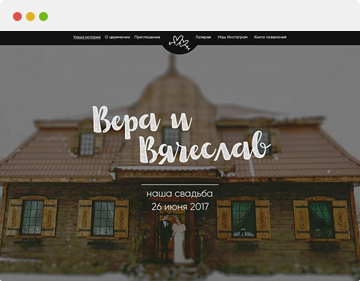 Наша история О церемонии Приглашение Галерея Наш Инстаграм Книга пожеланий
Вера и
Вячеслав
наша свадьба
26 июня 2017